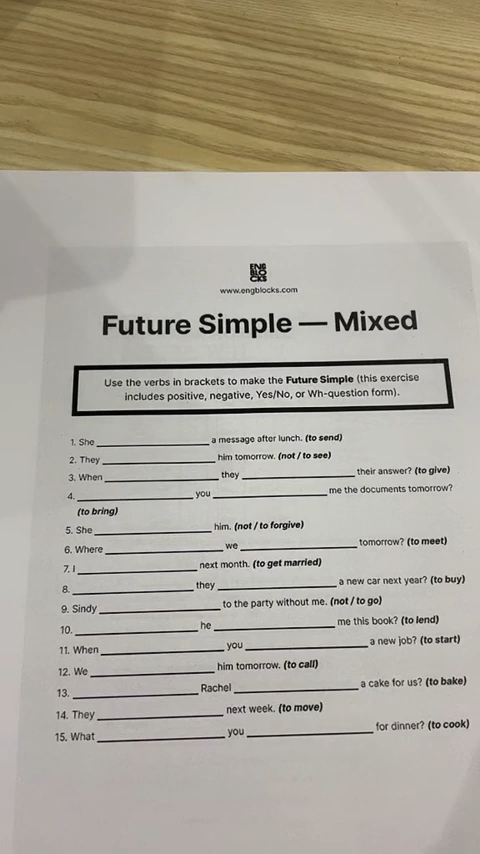 ENG
BLO
CKS
www.engblocks.com
Future Simple — Mixed
Use the verbs in brackets to make the Future Simple (this exercise
includes positive, negative, Yes/No, or Wh-question form).
1. She ____________ a message after lunch. (to send)
2. They ____________ him tomorrow. (not / to see)
3. When ____________ they ____________ their answer? (to give)
4. ____________ you ____________ me the documents tomorrow?
(to bring)
5. She ____________ him. (not / to forgive)
6. Where ____________ we ____________ tomorrow? (to meet)
7. I ____________ next month. (to get married)
8. ____________ they ____________ a new car next year? (to buy)
9. Sindy ____________ to the party without me. (not / to go)
10. ____________ he ____________ me this book? (to lend)
11. When ____________ you ____________ a new job? (to start)
12. We ____________ him tomorrow. (to call)
13. ____________ Rachel ____________ a cake for us? (to bake)
14. They ____________ next week. (to move)
15. What ____________ you ____________ for dinner? (to cook)